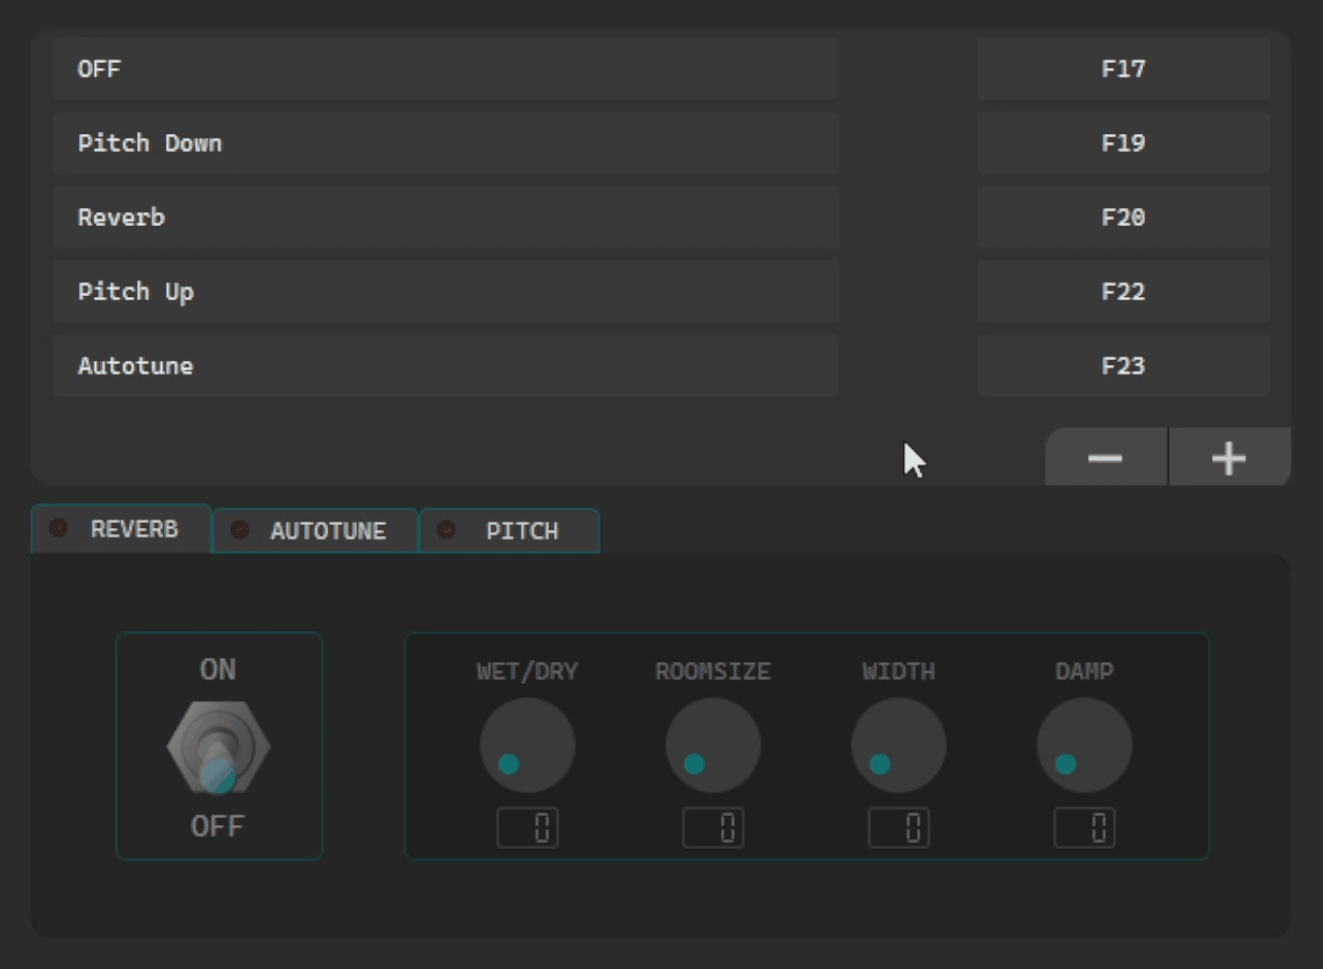 OFF F17
Pitch Down F19
Reverb F20
Pitch Up F22
Autotune F23
− +
REVERB AUTOTUNE PITCH
ON
OFF
WET/DRY ROOMSIZE WIDTH DAMP
0 0 0 0